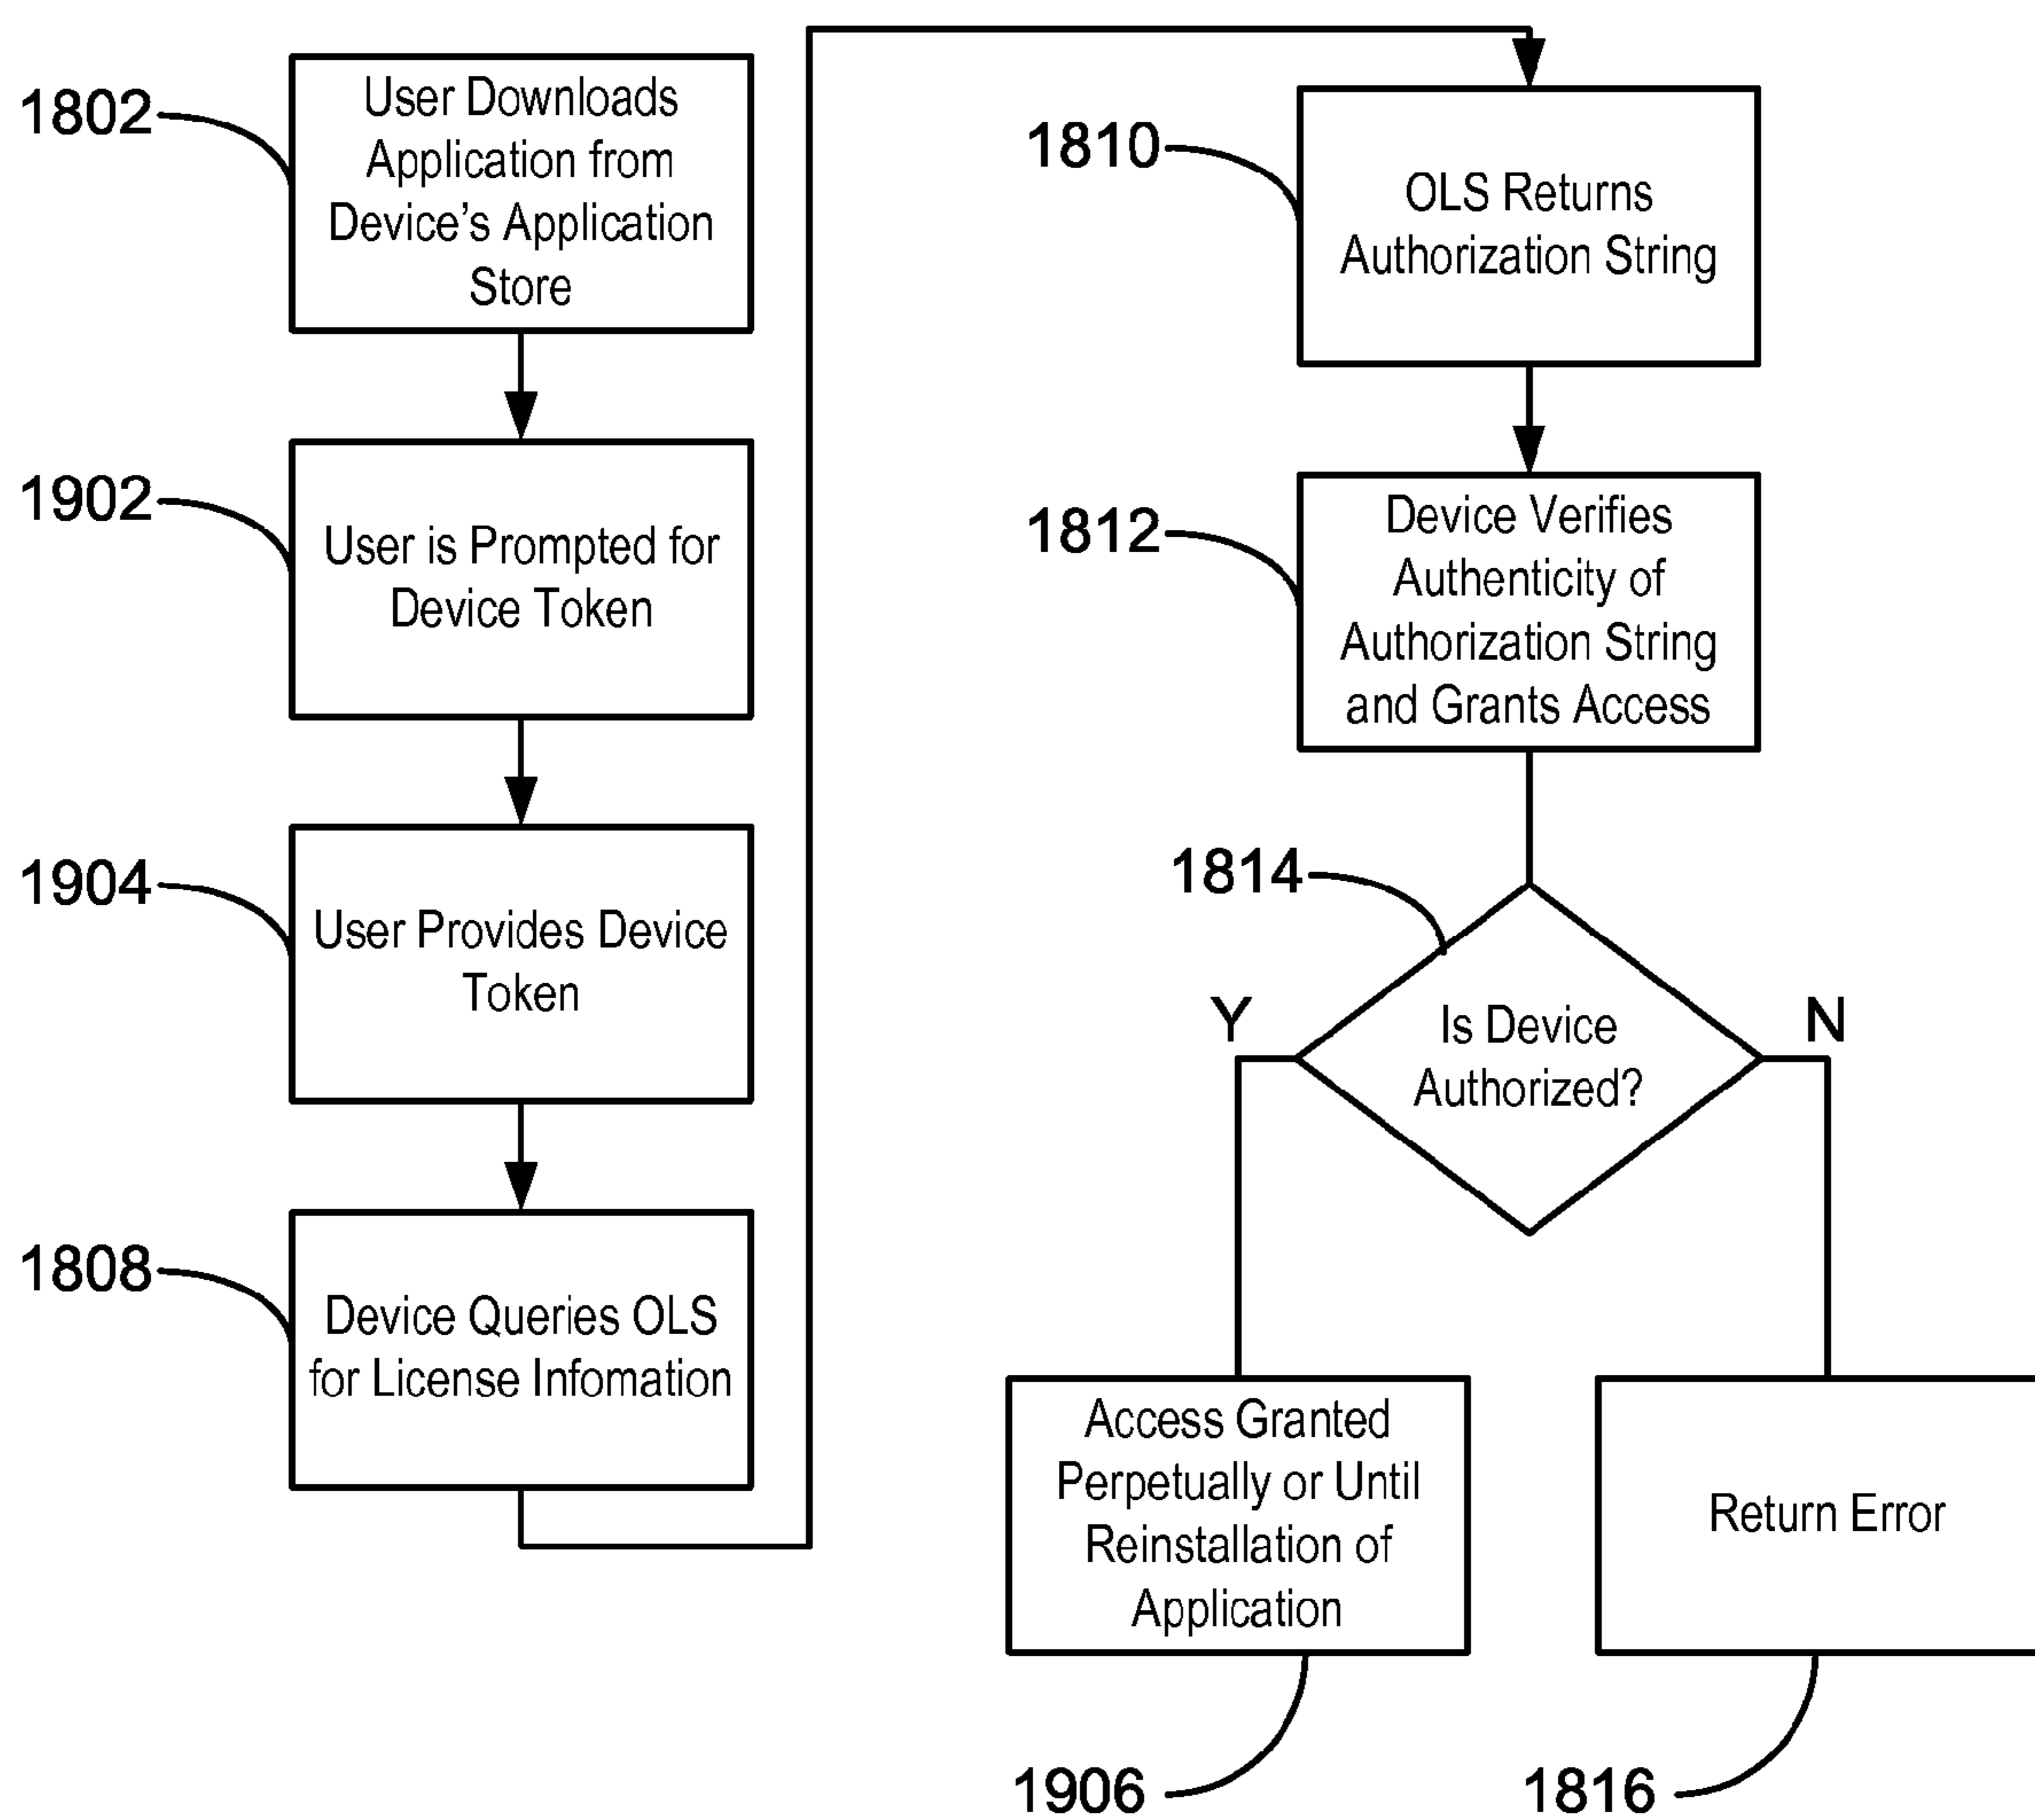 1802
User Downloads
Application from
Device's Application
Store
1902
User is Prompted for
Device Token
1904
User Provides Device
Token
1808
Device Queries OLS
for License Infomation
1810
OLS Returns
Authorization String
1812
Device Verifies
Authenticity of
Authorization String
and Grants Access
1814
Is Device
Authorized?
Y
N
Access Granted
Perpetually or Until
Reinstallation of
Application
1906
Return Error
1816